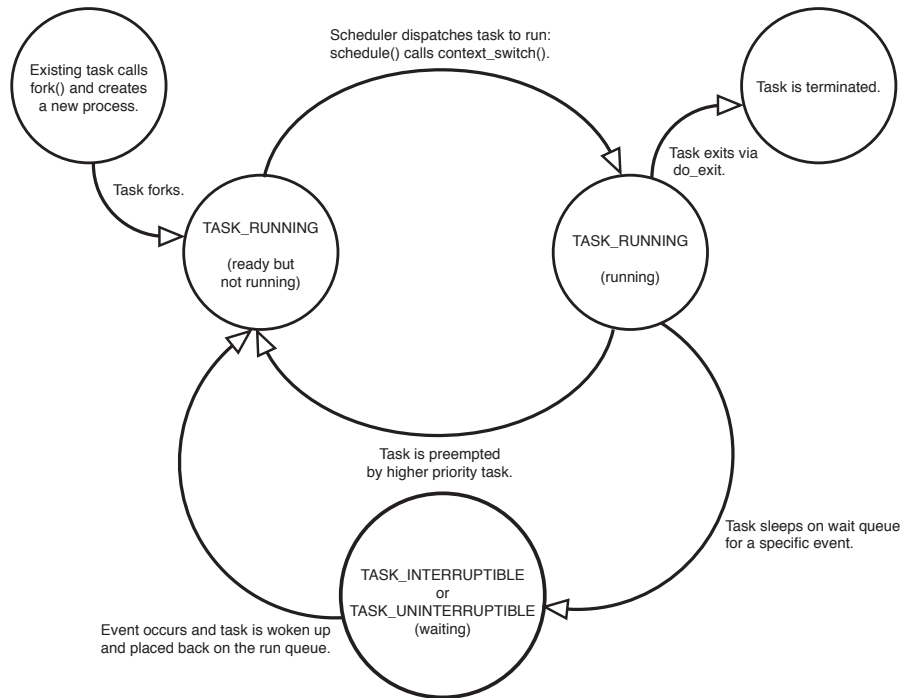 Scheduler dispatches task to run:
schedule() calls context_switch().
Existing task calls
fork() and creates
a new process.
Task is terminated.
Task exits via
do_exit.
Task forks.
TASK_RUNNING
(ready but
not running)
TASK_RUNNING
(running)
Task is preempted
by higher priority task.
Task sleeps on wait queue
for a specific event.
TASK_INTERRUPTIBLE
or
TASK_UNINTERRUPTIBLE
(waiting)
Event occurs and task is woken up
and placed back on the run queue.